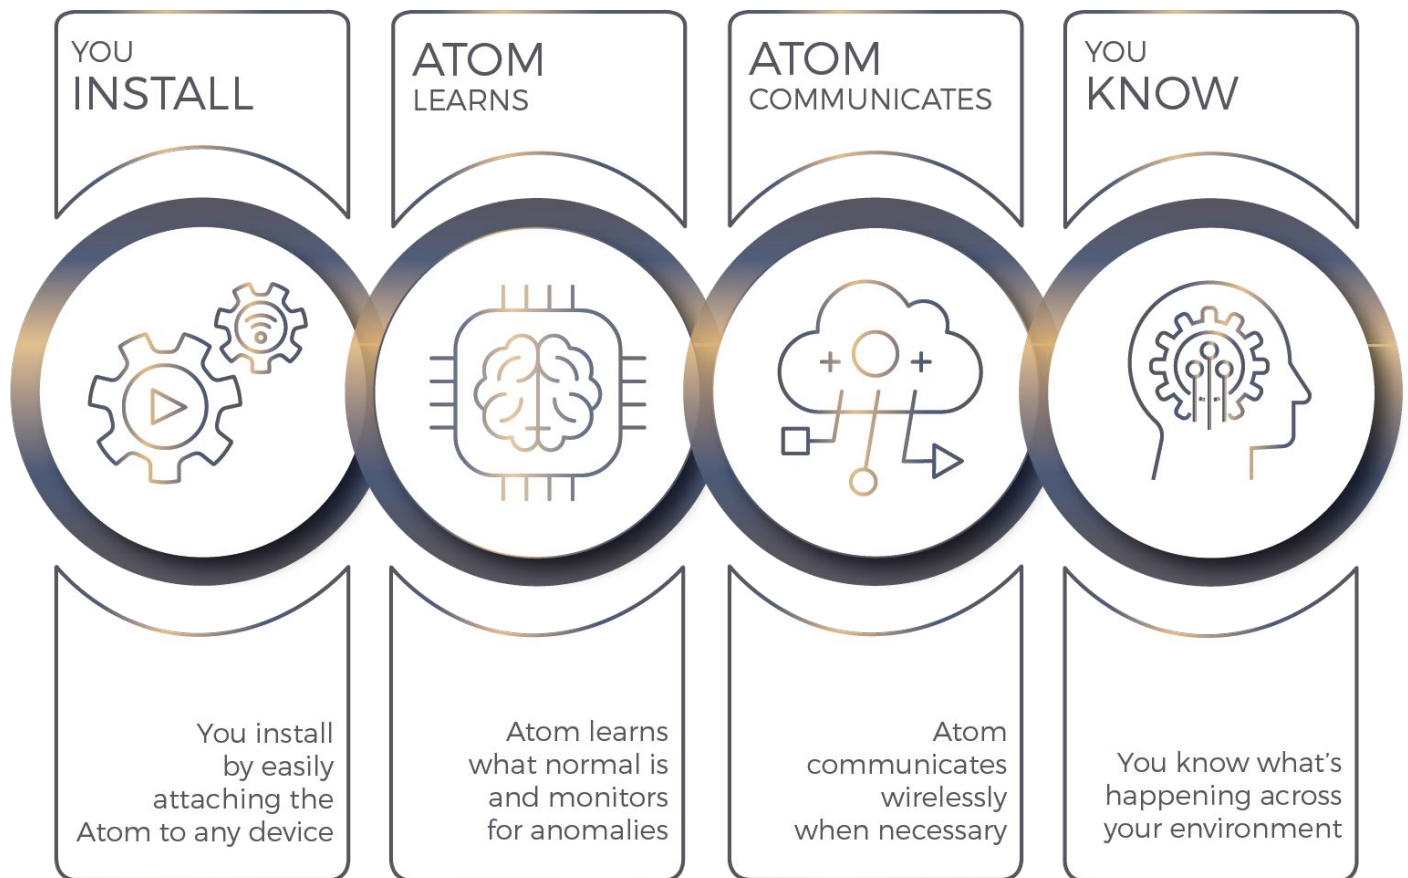 YOU
INSTALL
ATOM
LEARNS
ATOM
COMMUNICATES
YOU
KNOW
You install
by easily
attaching the
Atom to any device
Atom learns
what normal is
and monitors
for anomalies
Atom
communicates
wirelessly
when necessary
You know what's
happening across
your environment